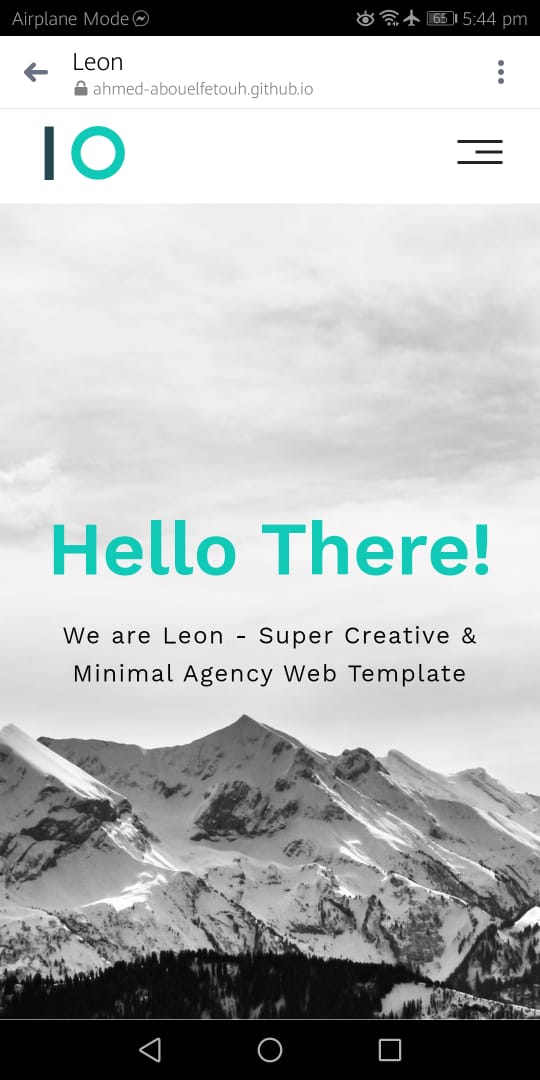 Airplane Mode
65
5:44 pm
Leon
ahmed-abouelfetouh.github.io
IO
Hello There!
We are Leon - Super Creative &
Minimal Agency Web Template